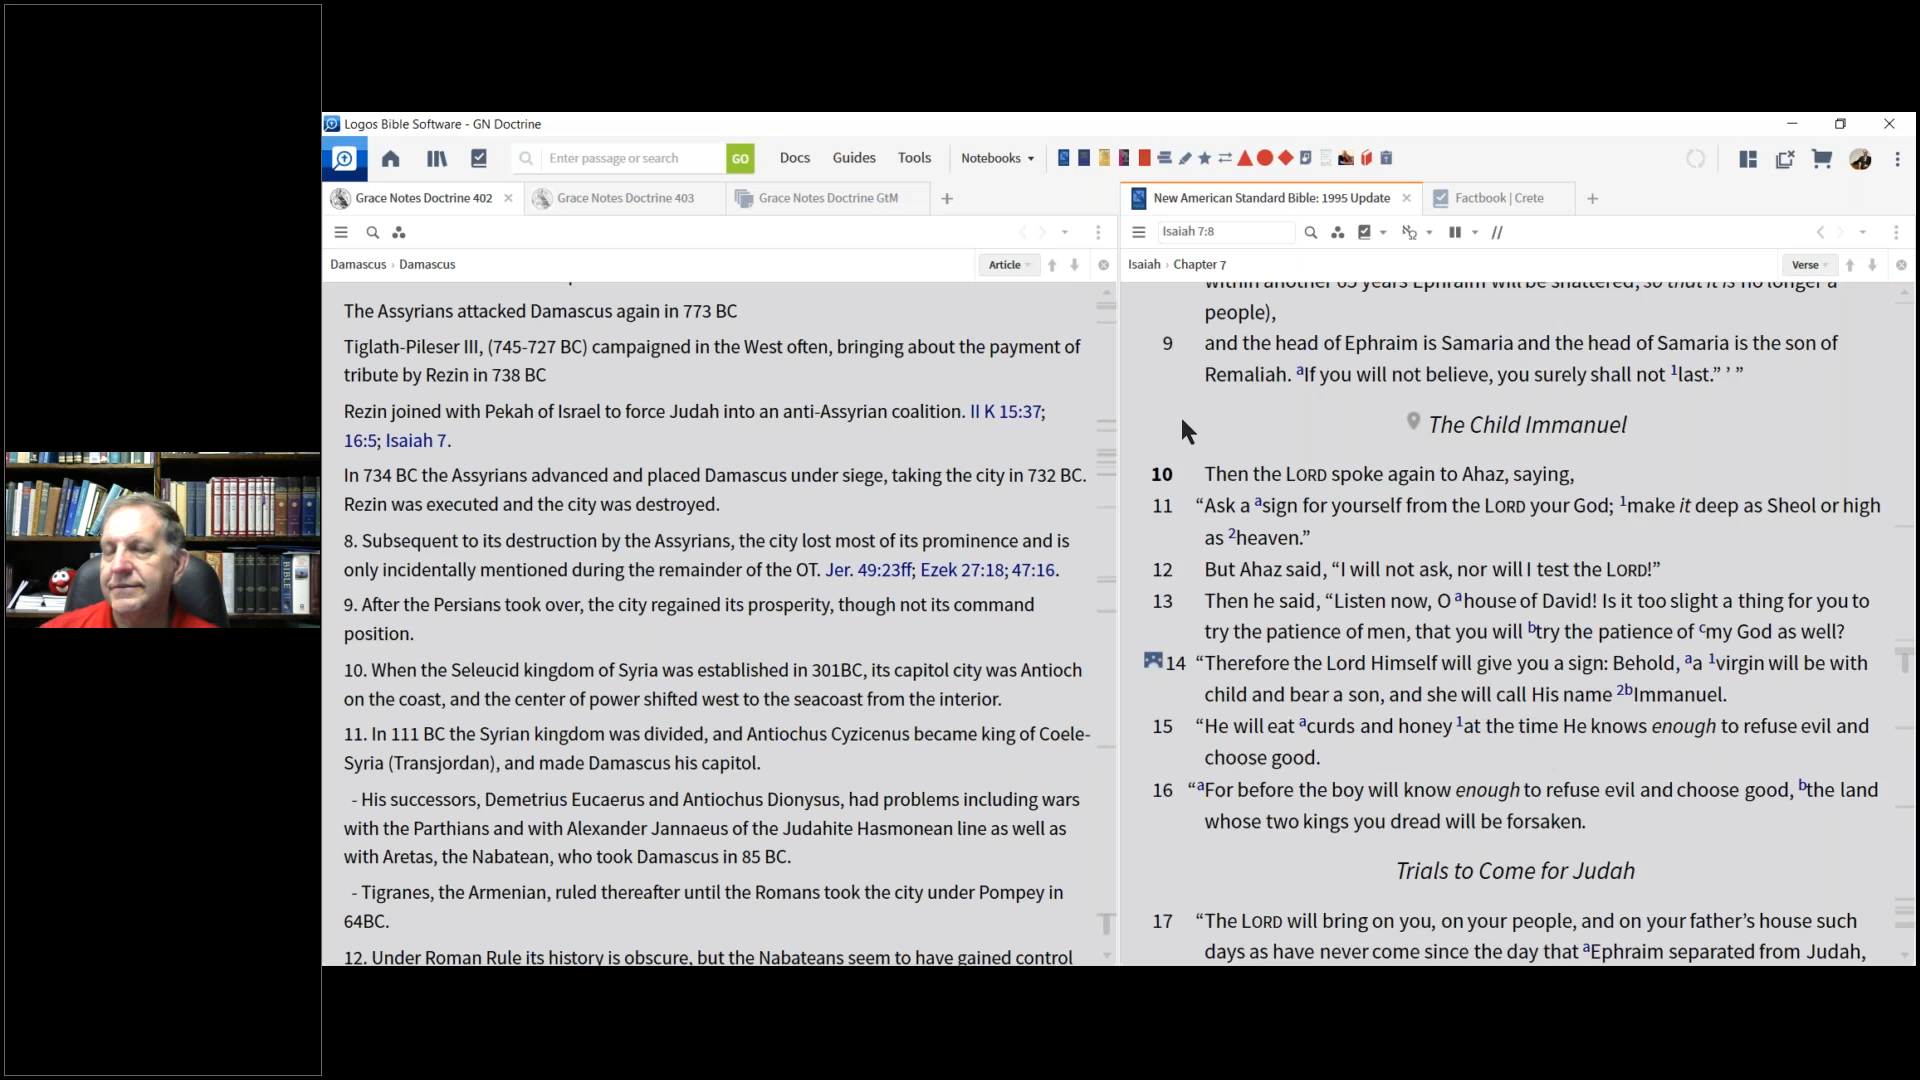 Logos Bible Software - GN Doctrine
Enter passage or search
GO
Docs
Guides
Tools
Notebooks
Grace Notes Doctrine 402
Grace Notes Doctrine 403
Grace Notes Doctrine GtM
Damascus › Damascus
Article
The Assyrians attacked Damascus again in 773 BC
Tiglath-Pileser III, (745-727 BC) campaigned in the West often, bringing about the payment of
tribute by Rezin in 738 BC
Rezin joined with Pekah of Israel to force Judah into an anti-Assyrian coalition. II K 15:37;
16:5; Isaiah 7.
In 734 BC the Assyrians advanced and placed Damascus under siege, taking the city in 732 BC.
Rezin was executed and the city was destroyed.
8. Subsequent to its destruction by the Assyrians, the city lost most of its prominence and is
only incidentally mentioned during the remainder of the OT. Jer. 49:23ff; Ezek 27:18; 47:16.
9. After the Persians took over, the city regained its prosperity, though not its command
position.
10. When the Seleucid kingdom of Syria was established in 301BC, its capitol city was Antioch
on the coast, and the center of power shifted west to the seacoast from the interior.
11. In 111 BC the Syrian kingdom was divided, and Antiochus Cyzicenus became king of Coele-
Syria (Transjordan), and made Damascus his capitol.
- His successors, Demetrius Eucaerus and Antiochus Dionysus, had problems including wars
with the Parthians and with Alexander Jannaeus of the Judahite Hasmonean line as well as
with Aretas, the Nabatean, who took Damascus in 85 BC.
- Tigranes, the Armenian, ruled thereafter until the Romans took the city under Pompey in
64BC.
12. Under Roman Rule its history is obscure, but the Nabateans seem to have gained control
New American Standard Bible: 1995 Update
Factbook | Crete
Isaiah 7:8
Isaiah › Chapter 7
Verse
within another 65 years Ephraim will be shattered, so that it is no longer a
people),
9 and the head of Ephraim is Samaria and the head of Samaria is the son of
Remaliah. aIf you will not believe, you surely shall not 1last.” ’ ”
The Child Immanuel
10 Then the LORD spoke again to Ahaz, saying,
11 “Ask a asign for yourself from the LORD your God; 1make it deep as Sheol or high
as 2heaven.”
12 But Ahaz said, “I will not ask, nor will I test the LORD!”
13 Then he said, “Listen now, O ahouse of David! Is it too slight a thing for you to
try the patience of men, that you will btry the patience of cmy God as well?
14 “Therefore the Lord Himself will give you a sign: Behold, aa 1virgin will be with
child and bear a son, and she will call His name 2bImmanuel.
15 “He will eat acurds and honey 1at the time He knows enough to refuse evil and
choose good.
16 “aFor before the boy will know enough to refuse evil and choose good, bthe land
whose two kings you dread will be forsaken.
Trials to Come for Judah
17 “The LORD will bring on you, on your people, and on your father’s house such
days as have never come since the day that aEphraim separated from Judah,
BIBLE